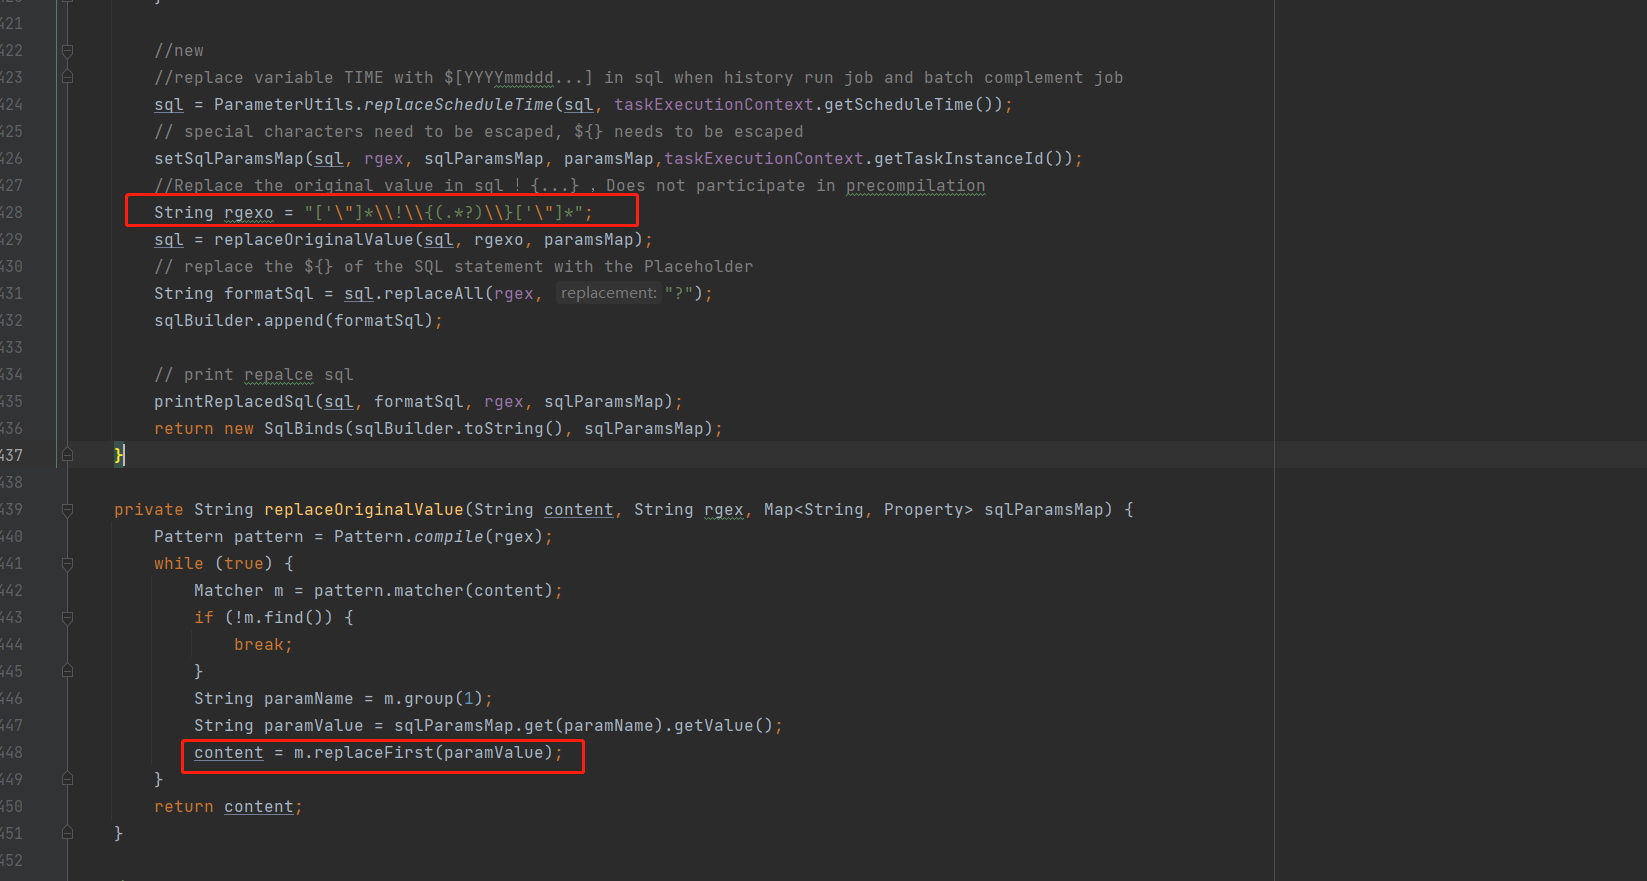 421
422 //new
423 //replace variable TIME with $[YYYYmmddd...] in sql when history run job and batch complement job
424 sql = ParameterUtils.replaceScheduleTime(sql, taskExecutionContext.getScheduleTime());
425 // special characters need to be escaped, ${} needs to be escaped
426 setSqlParamsMap(sql, rgex, sqlParamsMap, paramsMap,taskExecutionContext.getTaskInstanceId());
427 //Replace the original value in sql ！{...} ，Does not participate in precompilation
428 String rgexo = "['\"]*\\!\\{(.*?)\\}['\"]*";
429 sql = replaceOriginalValue(sql, rgexo, paramsMap);
430 // replace the ${} of the SQL statement with the Placeholder
431 String formatSql = sql.replaceAll(rgex, replacement: "?");
432 sqlBuilder.append(formatSql);
433
434 // print repalce sql
435 printReplacedSql(sql, formatSql, rgex, sqlParamsMap);
436 return new SqlBinds(sqlBuilder.toString(), sqlParamsMap);
437 }
438
439 private String replaceOriginalValue(String content, String rgex, Map<String, Property> sqlParamsMap) {
440 Pattern pattern = Pattern.compile(rgex);
441 while (true) {
442 Matcher m = pattern.matcher(content);
443 if (!m.find()) {
444 break;
445 }
446 String paramName = m.group(1);
447 String paramValue = sqlParamsMap.get(paramName).getValue();
448 content = m.replaceFirst(paramValue);
449 }
450 return content;
451 }
452